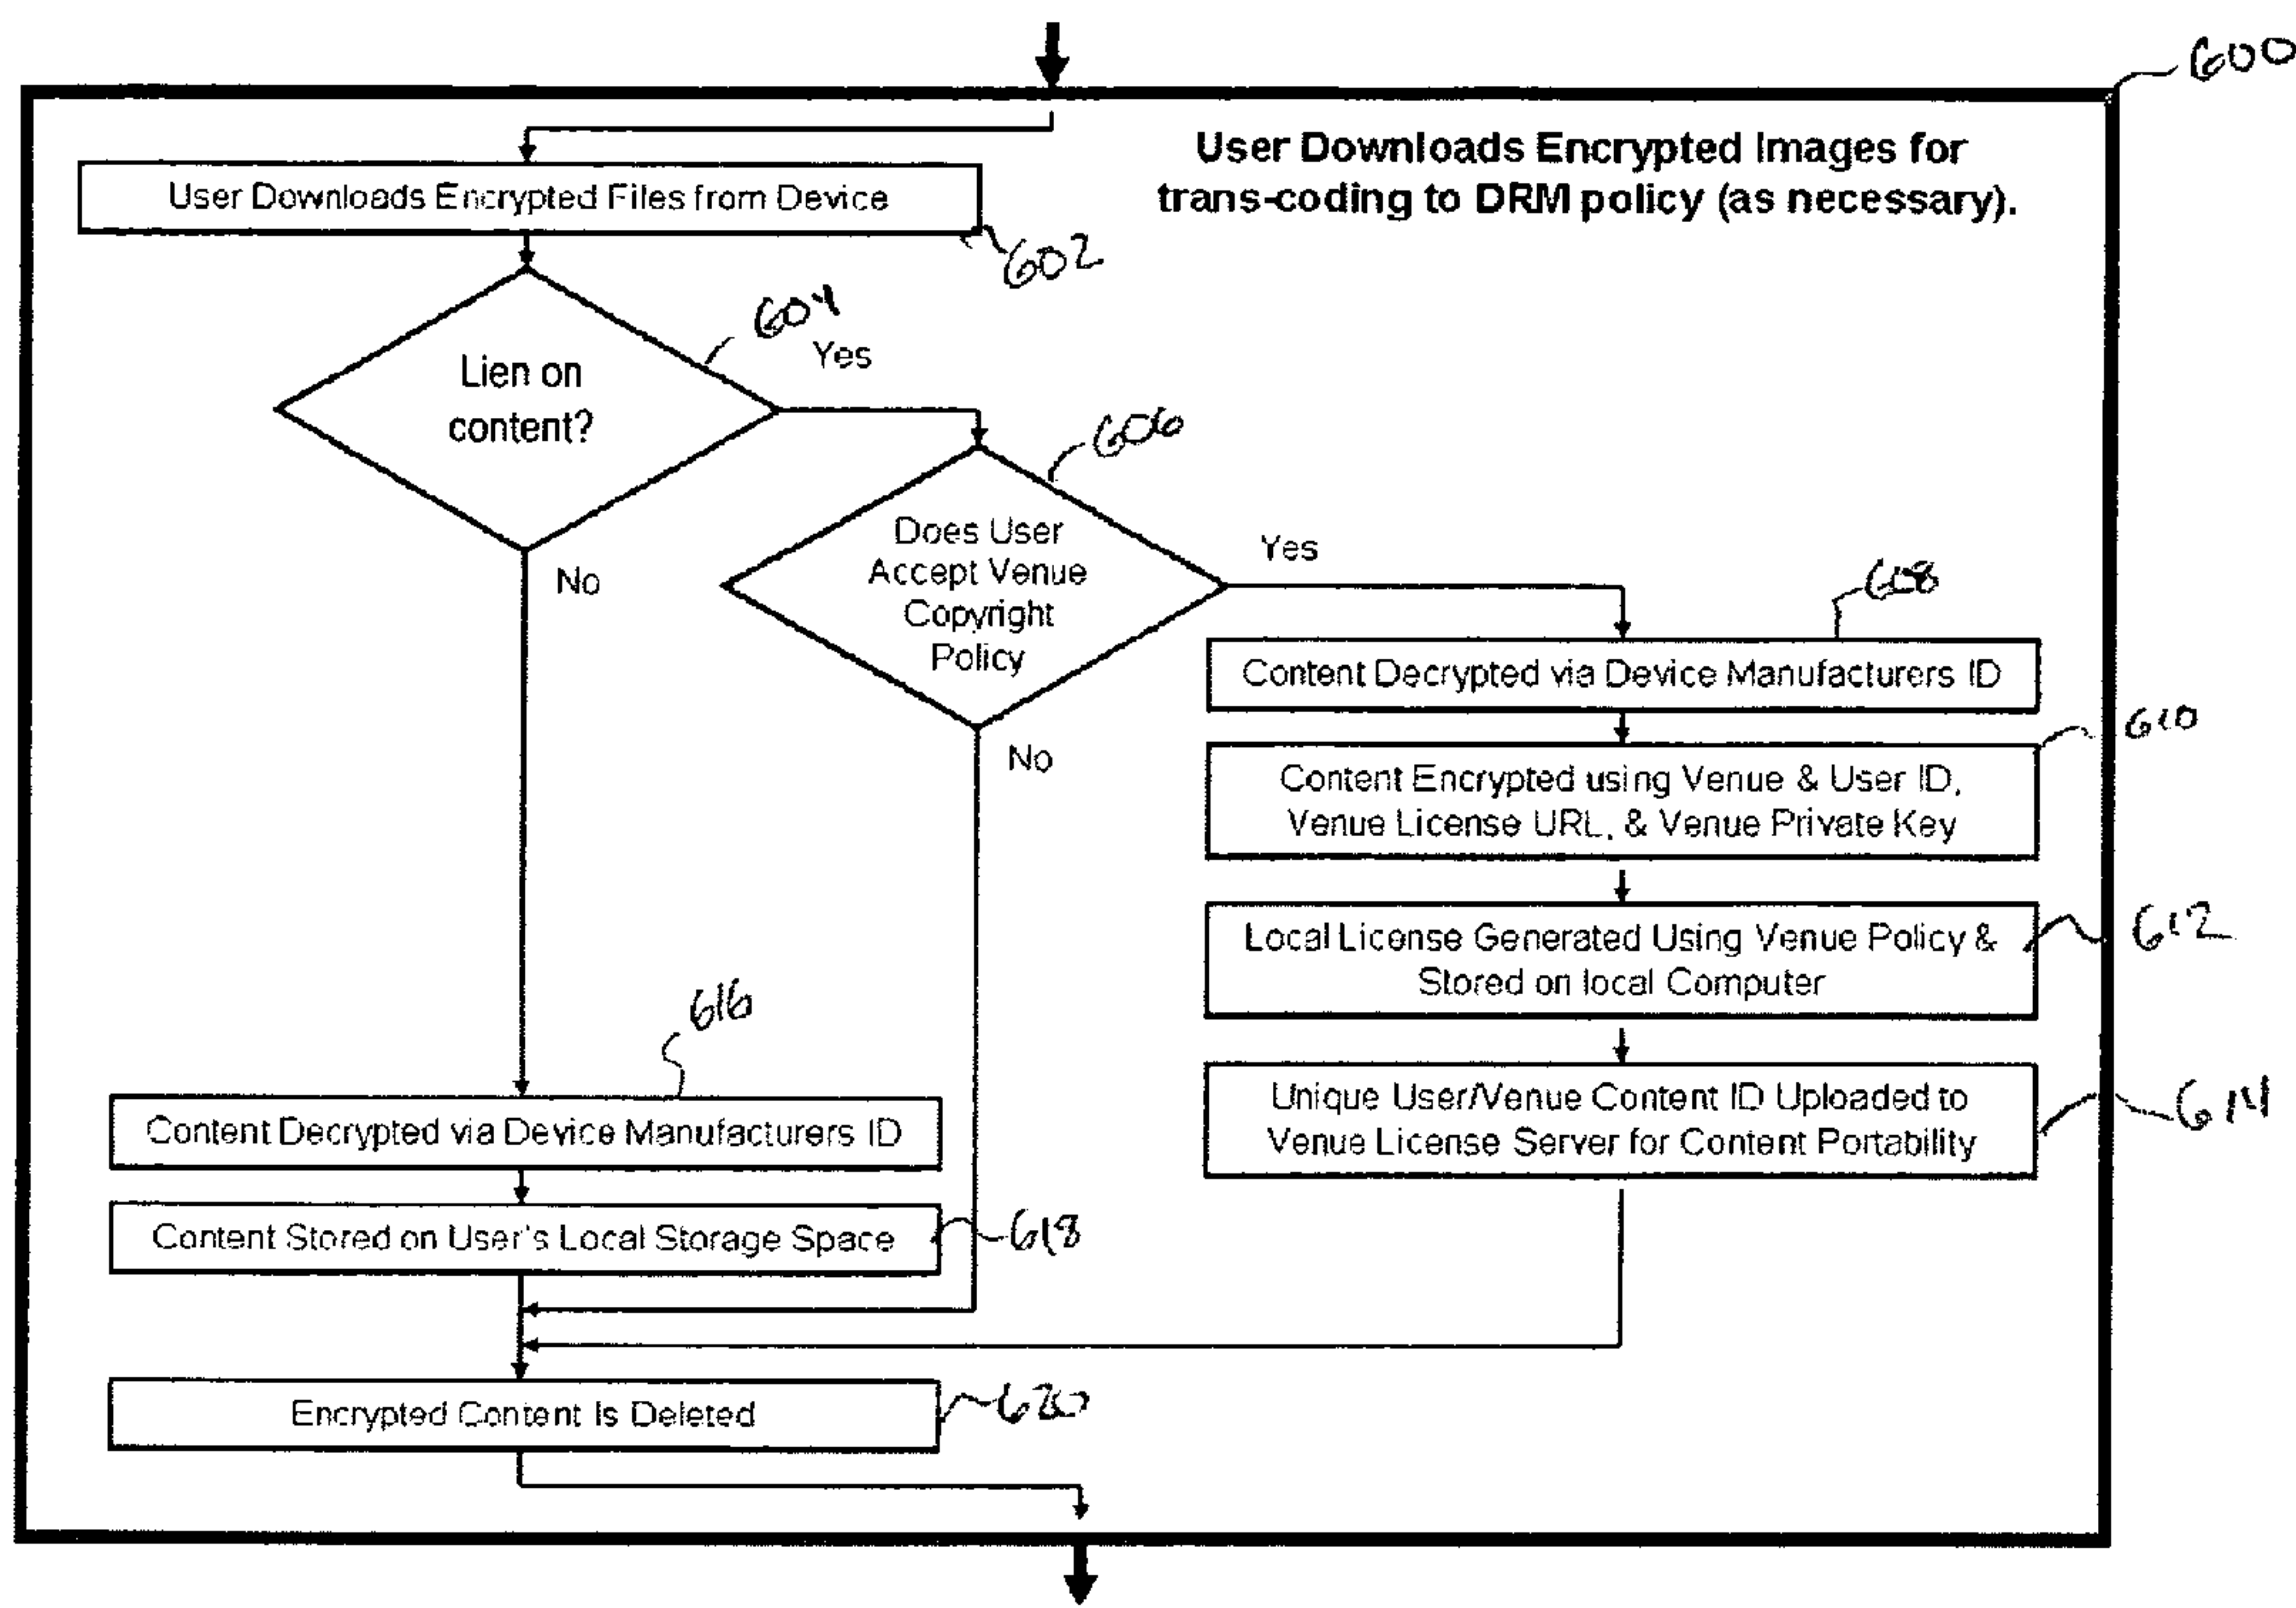 600
User Downloads Encrypted Images for
trans-coding to DRM policy (as necessary).
User Downloads Encrypted Files from Device
602
604
Lien on
content?
Yes
No
606
Does User
Accept Venue
Copyright
Policy
Yes
No
608
Content Decrypted via Device Manufacturers ID
610
Content Encrypted using Venue & User ID,
Venue License URL, & Venue Private Key
612
Local License Generated Using Venue Policy &
Stored on local Computer
614
Unique User/Venue Content ID Uploaded to
Venue License Server for Content Portability
616
Content Decrypted via Device Manufacturers ID
618
Content Stored on User's Local Storage Space
620
Encrypted Content Is Deleted